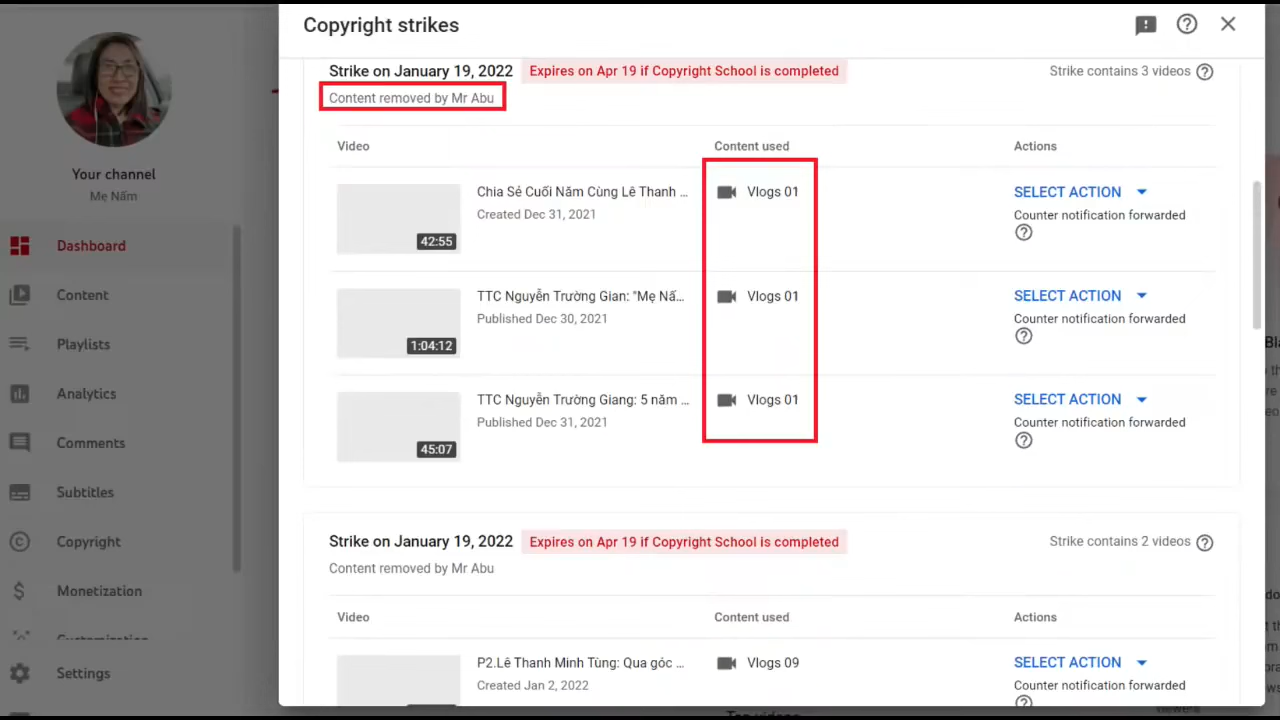 Copyright strikes
Your channel
Mẹ Nấm
Dashboard
Content
Playlists
Analytics
Comments
Subtitles
Copyright
Monetization
Customization
Settings
Strike on January 19, 2022 Expires on Apr 19 if Copyright School is completed Strike contains 3 videos
Content removed by Mr Abu
Video Content used Actions
Chia Sẻ Cuối Năm Cùng Lê Thanh ... Vlogs 01 SELECT ACTION
Created Dec 31, 2021 Counter notification forwarded
42:55
TTC Nguyễn Trường Gian: "Mẹ Nấ... Vlogs 01 SELECT ACTION
Published Dec 30, 2021 Counter notification forwarded
1:04:12
TTC Nguyễn Trường Giang: 5 năm ... Vlogs 01 SELECT ACTION
Published Dec 31, 2021 Counter notification forwarded
45:07
Strike on January 19, 2022 Expires on Apr 19 if Copyright School is completed Strike contains 2 videos
Content removed by Mr Abu
Video Content used Actions
P2.Lê Thanh Minh Tùng: Qua góc ... Vlogs 09 SELECT ACTION
Created Jan 2, 2022 Counter notification forwarded